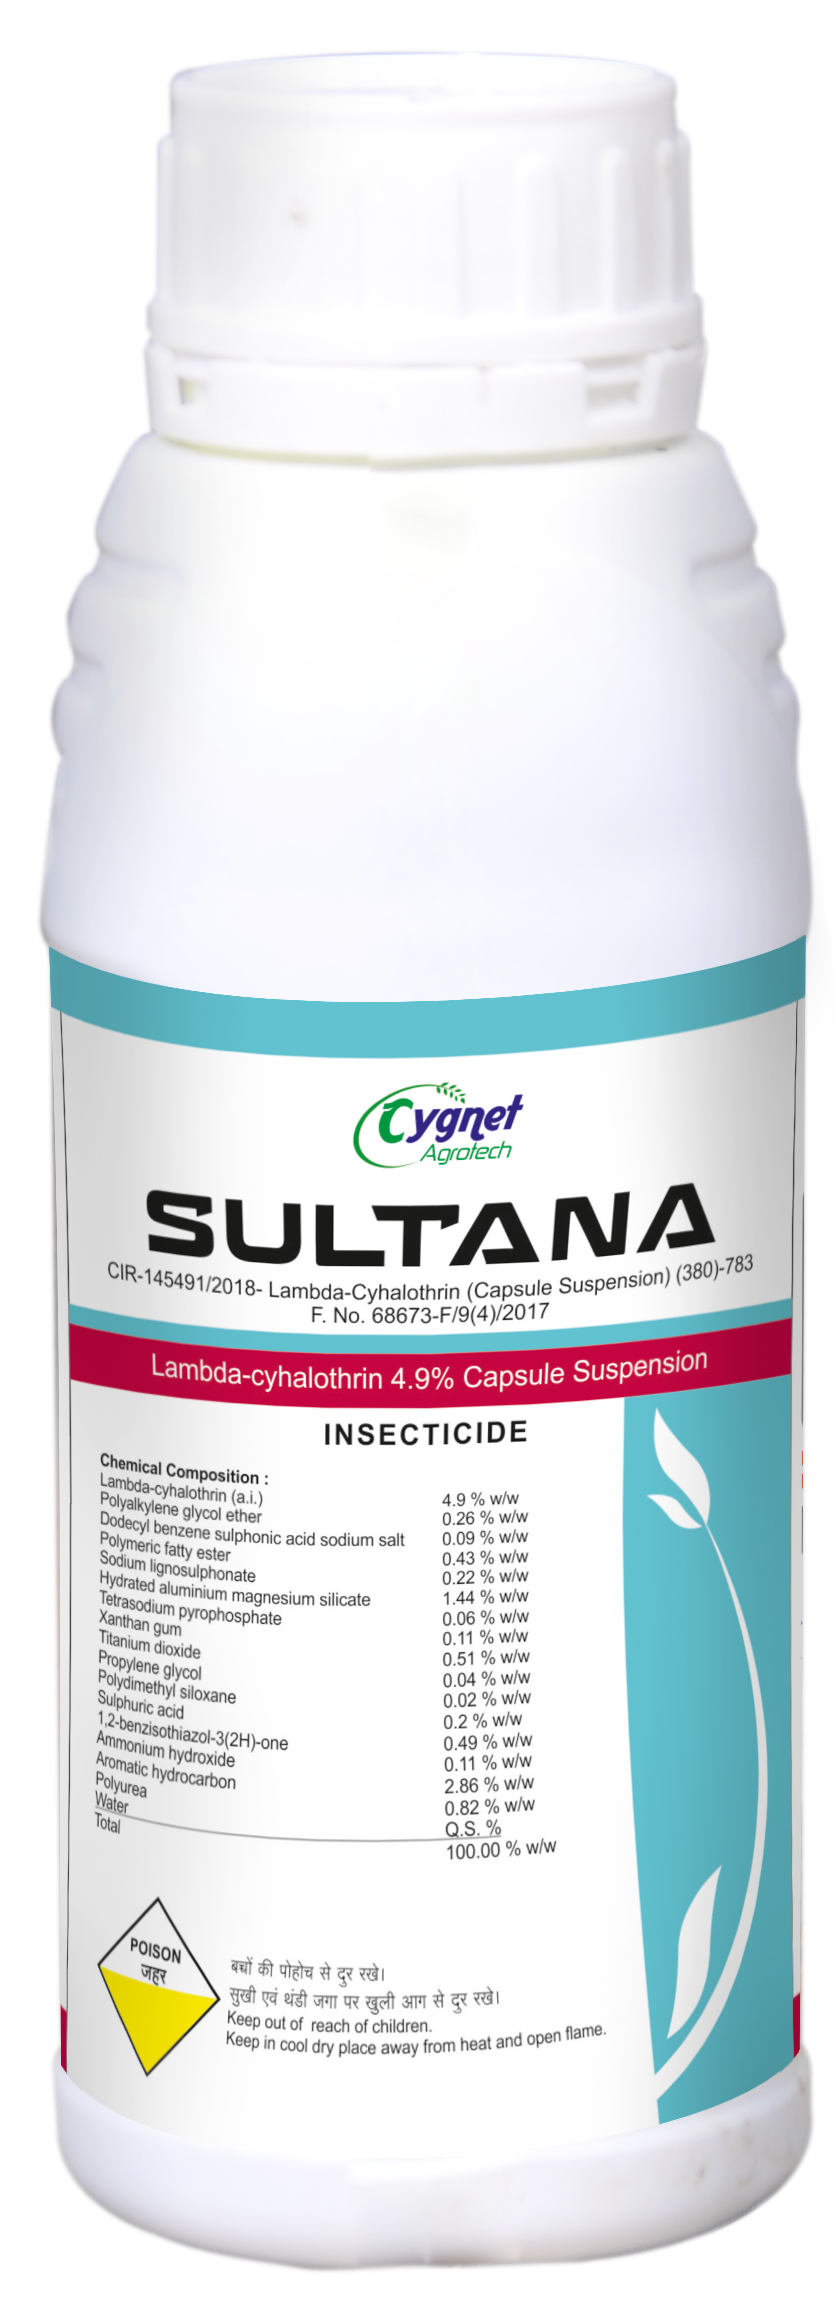 Cygnet
Agrotech
SULTANA
CIR-145491/2018- Lambda-Cyhalothrin (Capsule Suspension) (380)-783
F. No. 68673-F/9(4)/2017
Lambda-cyhalothrin 4.9% Capsule Suspension
INSECTICIDE
Chemical Composition :
Lambda-cyhalothrin (a.i.) 4.9 % w/w
Polyalkylene glycol ether 0.26 % w/w
Dodecyl benzene sulphonic acid sodium salt 0.09 % w/w
Polymeric fatty ester 0.43 % w/w
Sodium lignosulphonate 0.22 % w/w
Hydrated aluminium magnesium silicate 1.44 % w/w
Tetrasodium pyrophosphate 0.06 % w/w
Xanthan gum 0.11 % w/w
Titanium dioxide 0.51 % w/w
Propylene glycol 0.04 % w/w
Polydimethyl siloxane 0.02 % w/w
Sulphuric acid 0.2 % w/w
1,2-benzisothiazol-3(2H)-one 0.49 % w/w
Ammonium hydroxide 0.11 % w/w
Aromatic hydrocarbon 2.86 % w/w
Polyurea 0.82 % w/w
Water Q.S. %
Total 100.00 % w/w
POISON
जहर
बच्चों की पोहोच से दुर रखे।
सुखी एवं थंडी जगा पर खुली आग से दुर रखे।
Keep out of reach of children.
Keep in cool dry place away from heat and open flame.